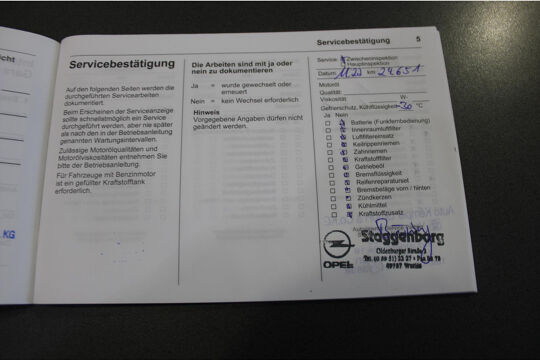 Servicebestätigung 5
Servicebestätigung
Auf den folgenden Seiten werden die
durchgeführten Servicearbeiten
dokumentiert.
Beim Erscheinen der Serviceanzeige
sollte schnellstmöglich ein Service
durchgeführt werden, aber nie später
als nach den in der Betriebsanleitung
genannten Wartungsintervallen.
Zulässige Motorölqualitäten und
Motorölviskositäten entnehmen Sie
bitte der Betriebsanleitung.
Für Fahrzeuge mit Benzinmotor
ist ein gefüllter Kraftstofftank
erforderlich.
Die Arbeiten sind mit ja oder
nein zu dokumentieren
Ja = wurde gewechselt oder
erneuert
Nein = kein Wechsel erforderlich
Hinweis
Vorgegebene Angaben dürfen nicht
geändert werden.
Service Zwischeninspektion
Hauptinspektion
Datum km 24651
Motoröl
Qualität
Viskosität W-
Gefrierschutz, Kühlflüssigkeit -30 °C
Ja Nein
Batterie (Funkfernbedienung)
Innenraumluftfilter
Luftfiltereinsatz
Keilrippenriemen
Zahnriemen
Kraftstofffilter
Getriebeöl
Bremsflüssigkeit
Reifenreparaturset
Bremsbeläge vorn / hinten
Zündkerzen
Kühlmittel
Kraftstoffzusatz
OPEL
Staggenborg
Oldenburger Straße
KG